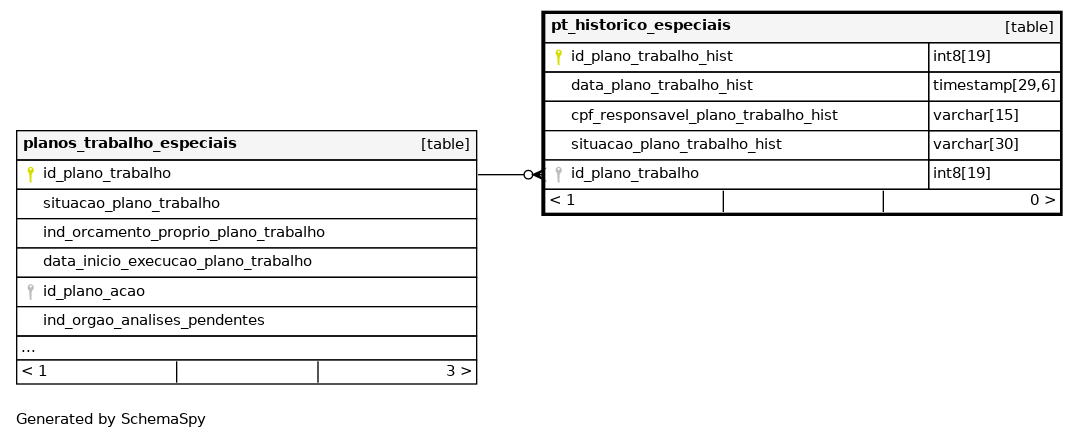 pt_historico_especiais [table]
id_plano_trabalho_hist int8[19]
data_plano_trabalho_hist timestamp[29,6]
cpf_responsavel_plano_trabalho_hist varchar[15]
situacao_plano_trabalho_hist varchar[30]
id_plano_trabalho int8[19]
< 1 0 >
planos_trabalho_especiais [table]
id_plano_trabalho
situacao_plano_trabalho
ind_orcamento_proprio_plano_trabalho
data_inicio_execucao_plano_trabalho
id_plano_acao
ind_orgao_analises_pendentes
...
< 1 3 >
Generated by SchemaSpy